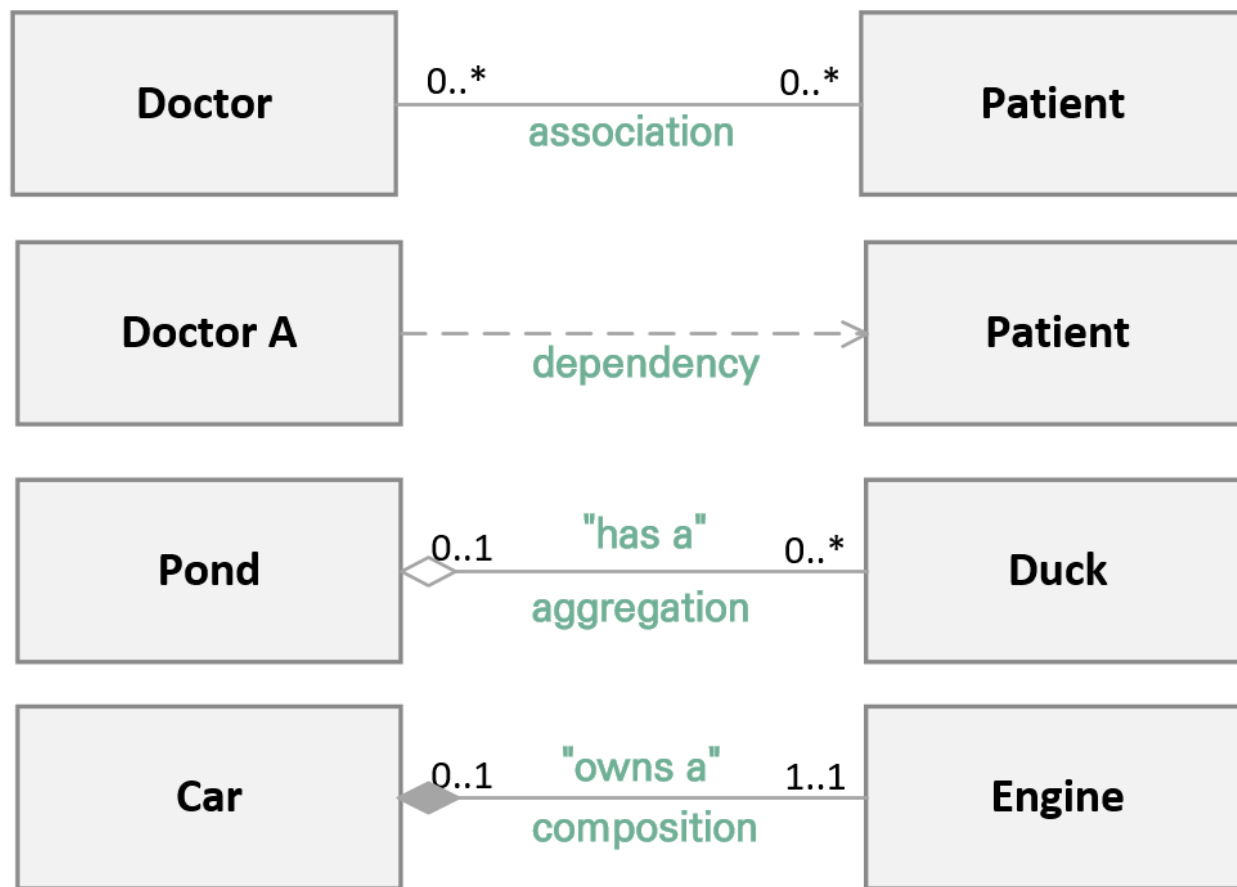 Doctor
0..*
0..*
association
Patient
Doctor A
dependency
Patient
Pond
0..1
"has a"
0..*
aggregation
Duck
Car
0..1
"owns a"
1..1
composition
Engine